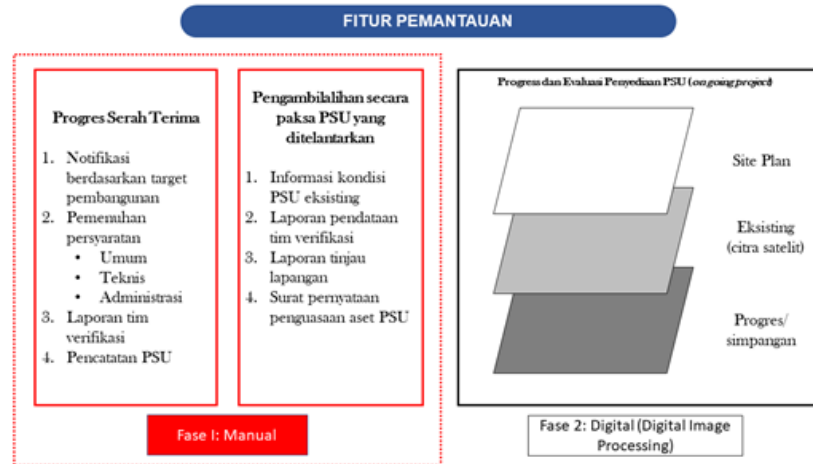 FITUR PEMANTAUAN
Progres Serah Terima
1. Notifikasi
berdasarkan target
pembangunan
2. Pemenuhan
persyaratan
• Umum
• Teknis
• Administrasi
3. Laporan tim
verifikasi
4. Pencatatan PSU
Pengambilalihan secara
paksa PSU yang
ditelantarkan
1. Informasi kondisi
PSU eksisting
2. Laporan pendataan
tim verifikasi
3. Laporan tinjau
lapangan
4. Surat pernyataan
penguasaan aset PSU
Fase I: Manual
Progress dan Evaluasi Penyediaan PSU (on going project)
Site Plan
Eksisting
(citra satelit)
Progres/
simpangan
Fase 2: Digital (Digital Image
Processing)